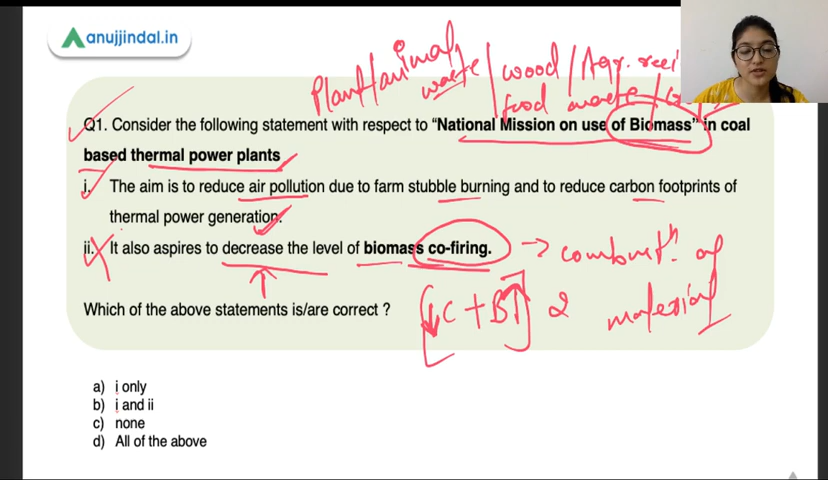 anujjindal.in
Plant/animal waste / wood / Agr.
food waste /
Q1. Consider the following statement with respect to “National Mission on use of Biomass” in coal
based thermal power plants
i. The aim is to reduce air pollution due to farm stubble burning and to reduce carbon footprints of
thermal power generation.
ii. It also aspires to decrease the level of biomass co-firing. → combustn of
2 material
Which of the above statements is/are correct ? [↓C + B↑]
a) i only
b) i and ii
c) none
d) All of the above